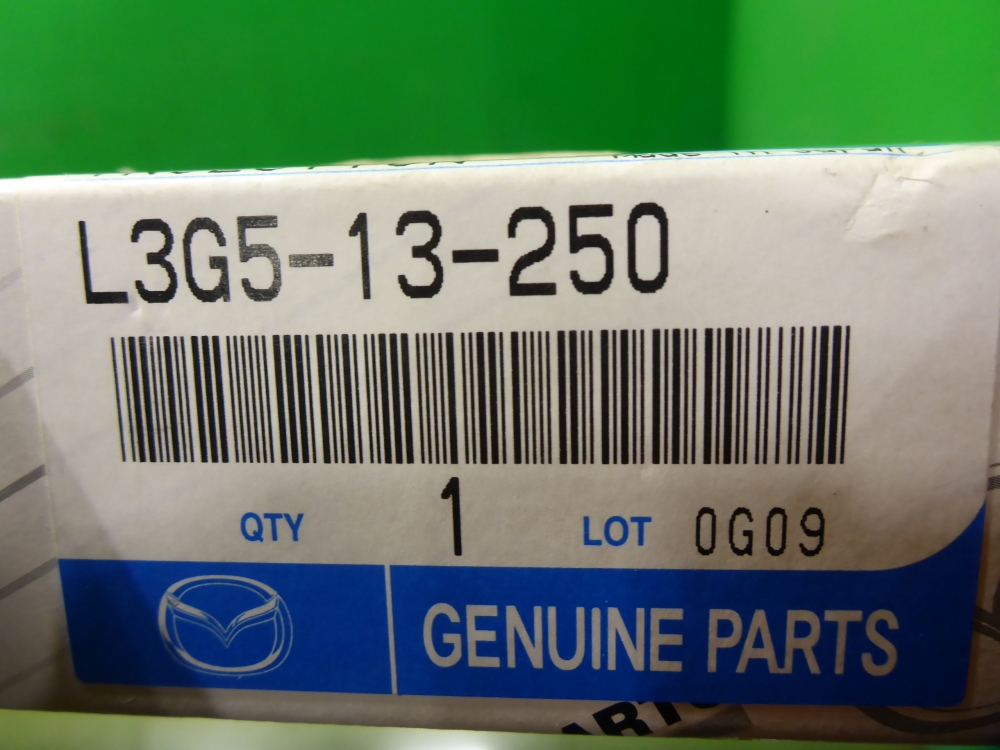 L3G5-13-250
QTY 1 LOT 0G09
GENUINE PARTS